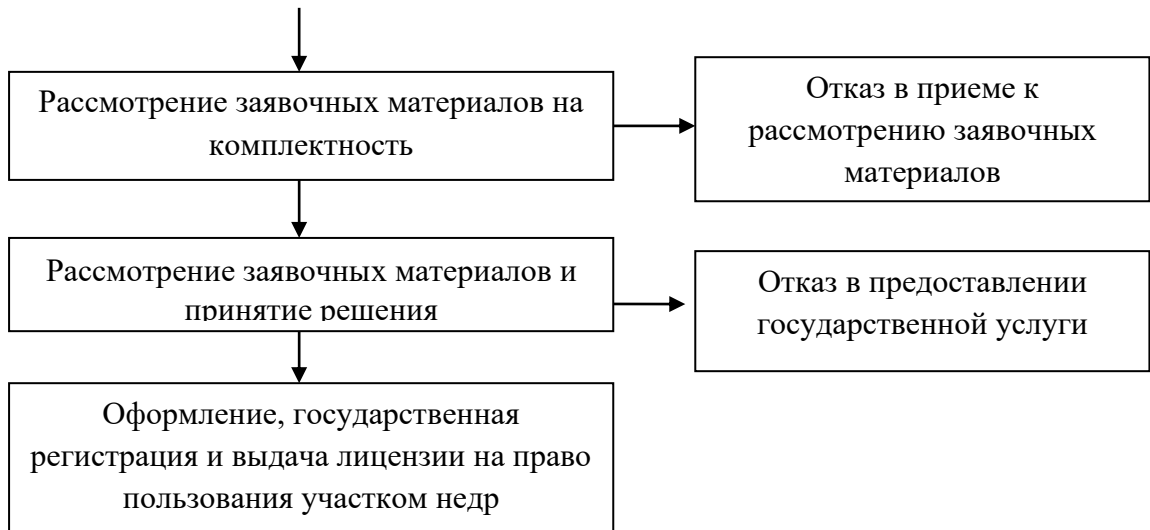 Рассмотрение заявочных материалов на
комплектность
Отказ в приеме к
рассмотрению заявочных
материалов
Рассмотрение заявочных материалов и
принятие решения
Отказ в предоставлении
государственной услуги
Оформление, государственная
регистрация и выдача лицензии на право
пользования участком недр